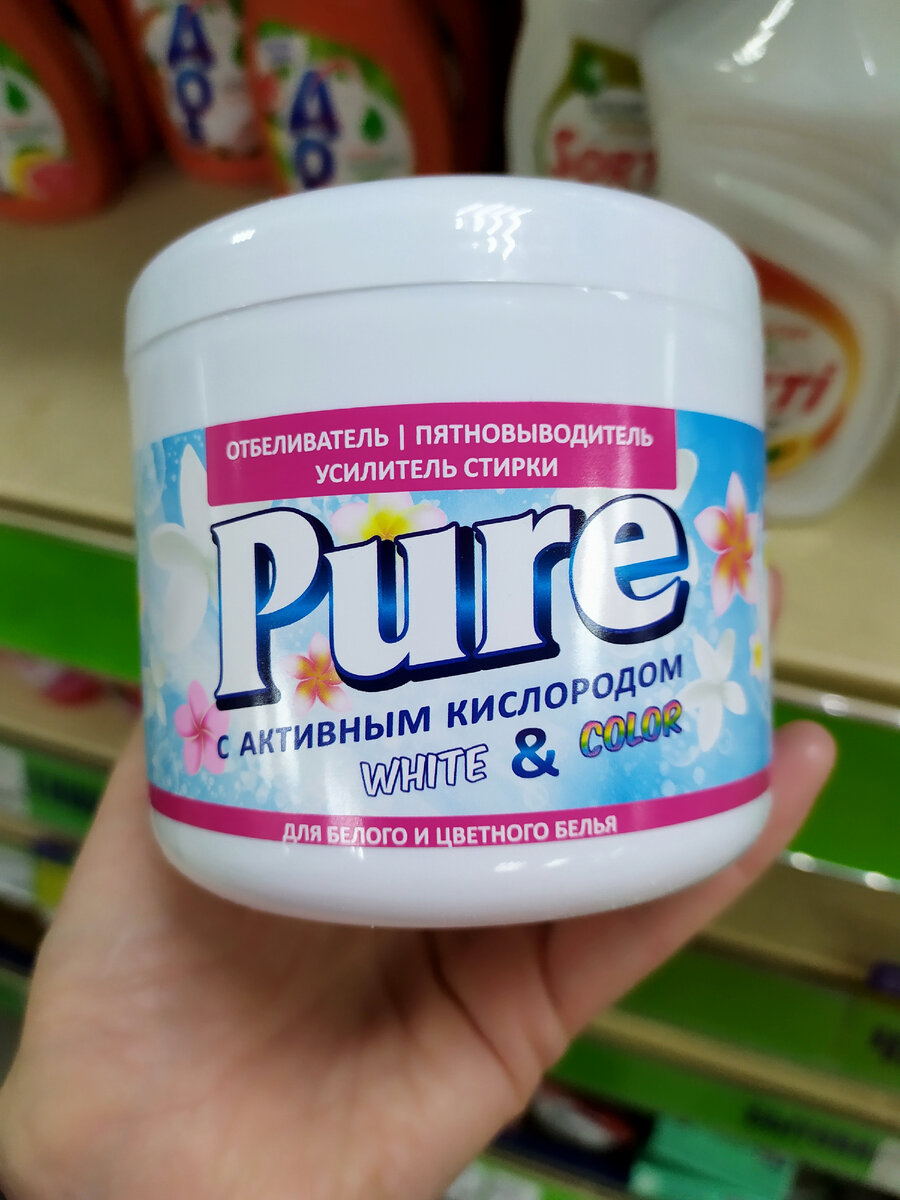 ОТБЕЛИВАТЕЛЬ | ПЯТНОВЫВОДИТЕЛЬ
УСИЛИТЕЛЬ СТИРКИ
Pure
С АКТИВНЫМ КИСЛОРОДОМ
WHITE & COLOR
ДЛЯ БЕЛОГО И ЦВЕТНОГО БЕЛЬЯ